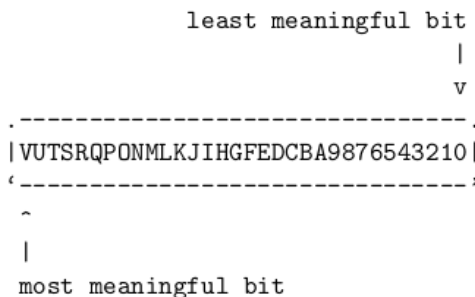 least meaningful bit
|
v
.--------------------------------.
|VUTSRQPONMLKJIHGFEDCBA9876543210|
‘--------------------------------’
^
|
most meaningful bit